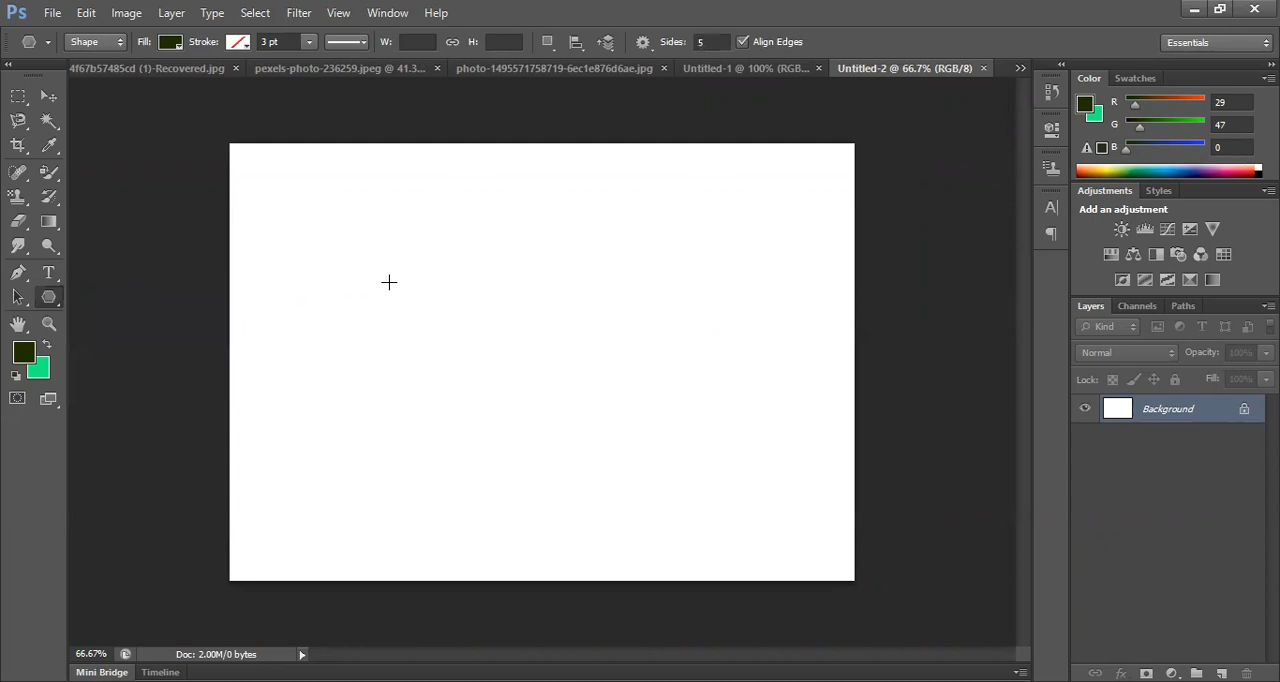 Ps File Edit Image Layer Type Select Filter View Window Help
Shape Fill: Stroke: 3 pt W: H: Sides: 5 Align Edges Essentials
4f67b57485cd (1)-Recovered.jpg × pexels-photo-236259.jpeg @ 41.3... × photo-1495571758719-6ec1e876d6ae.jpg × Untitled-1 @ 100% (RGB... × Untitled-2 @ 66.7% (RGB/8) ×
Color Swatches
R 29
G 47
B 0
Adjustments Styles
Add an adjustment
Layers Channels Paths
Kind
Normal Opacity: 100%
Lock: Fill: 100%
Background
66.67% Doc: 2.00M/0 bytes
Mini Bridge Timeline